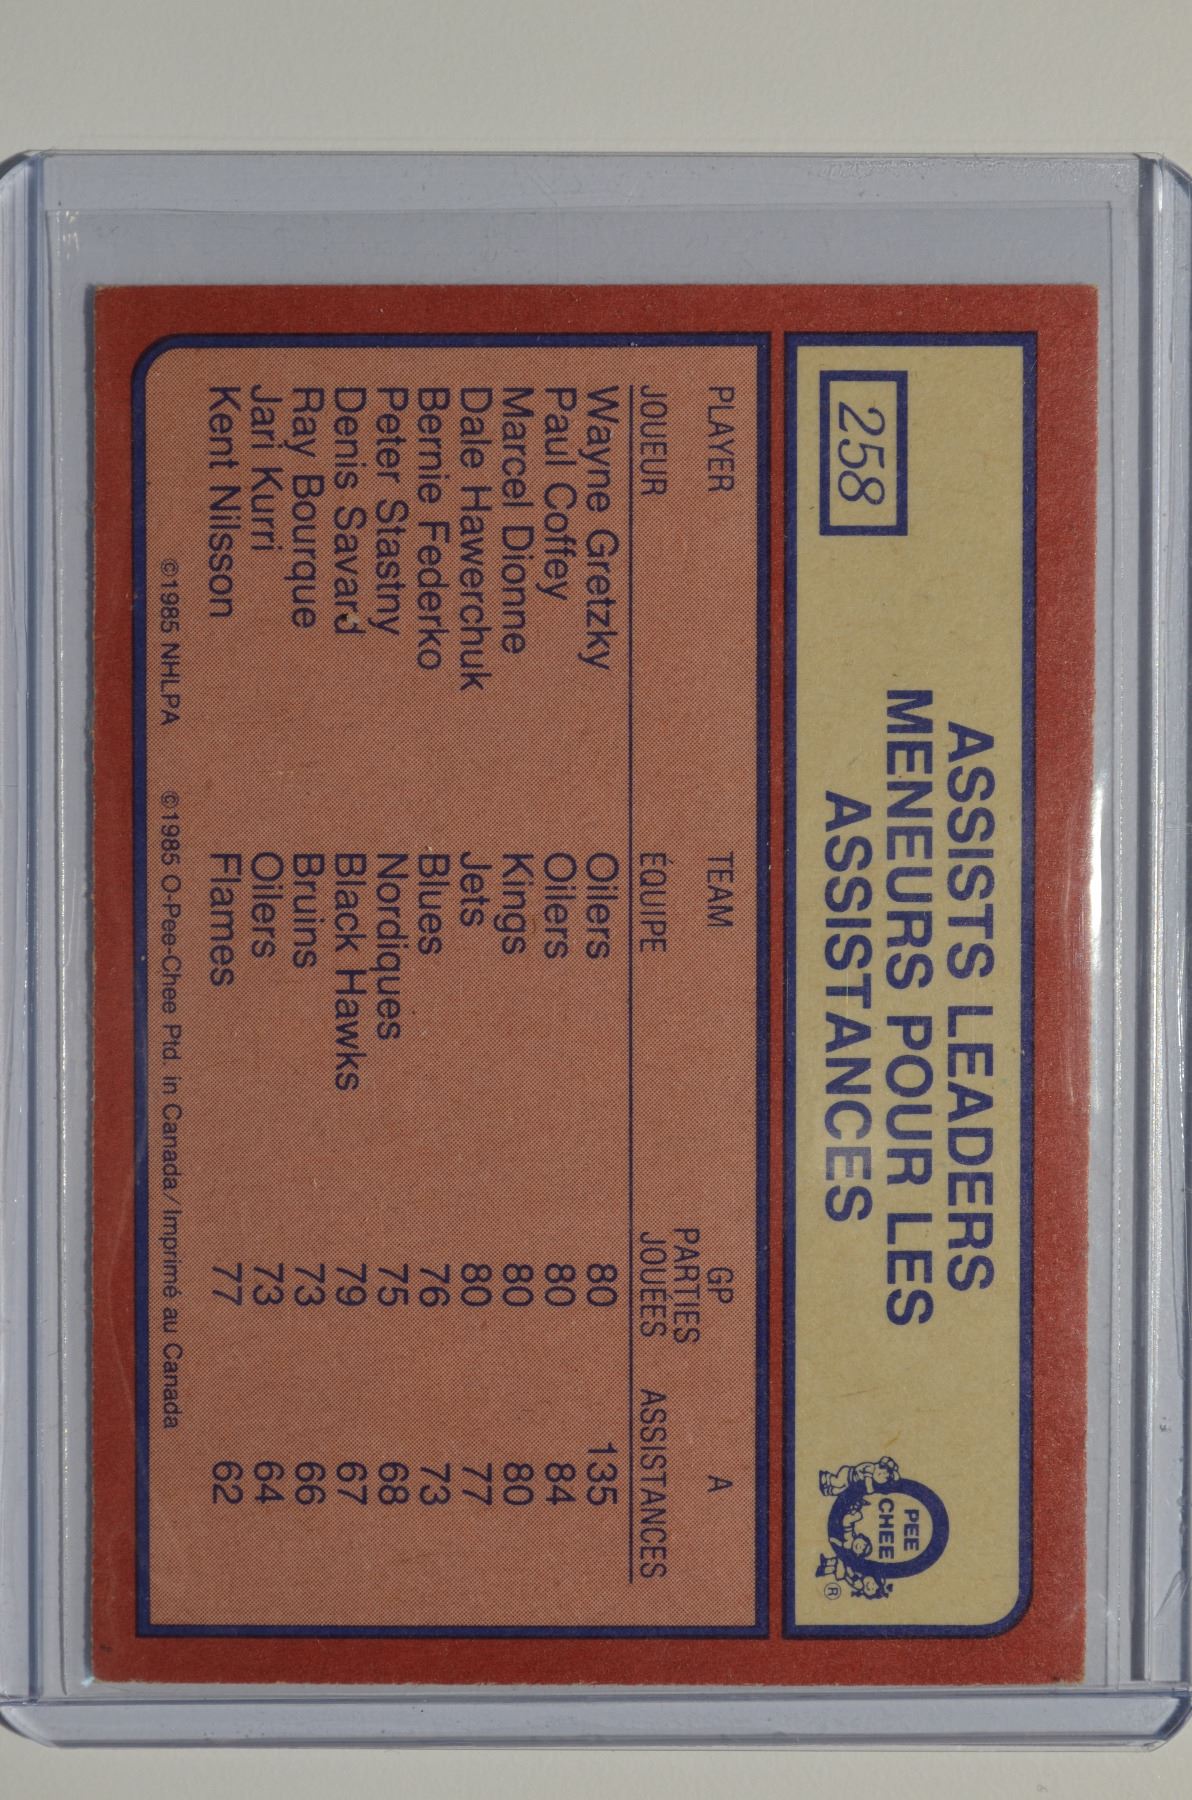 258
ASSISTS LEADERS
MENEURS POUR LES
ASSISTANCES
PEE
CHEE
®
PLAYER TEAM GP A
PARTIES
JOUEUR ÉQUIPE JOUÉES ASSISTANCES
Wayne Gretzky Oilers 80 135
Paul Coffey Oilers 80 84
Marcel Dionne Kings 80 80
Dale Hawerchuk Jets 80 77
Bernie Federko Blues 76 73
Peter Stastny Nordiques 75 68
Denis Savard Black Hawks 79 67
Ray Bourque Bruins 73 66
Jari Kurri Oilers 73 64
Kent Nilsson Flames 77 62
©1985 NHLPA ©1985 O-Pee-Chee Ptd. in Canada/Imprimé au Canada